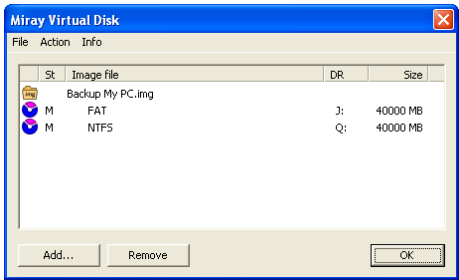 Miray Virtual Disk
File Action Info
St Image file DR Size
Backup My PC.img
M FAT J: 40000 MB
M NTFS Q: 40000 MB
Add... Remove OK